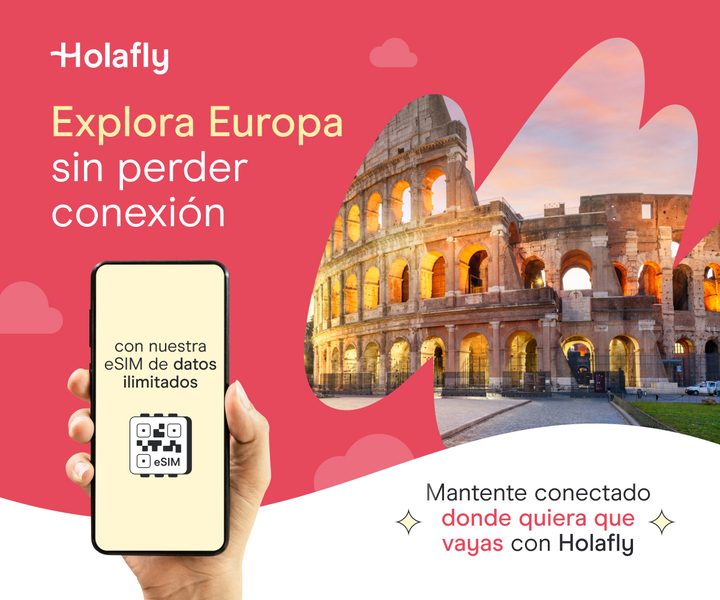 Holafly
Explora Europa
sin perder
conexión
con nuestra
eSIM de datos
ilimitados
eSIM
Mantente conectado
donde quiera que
vayas con Holafly